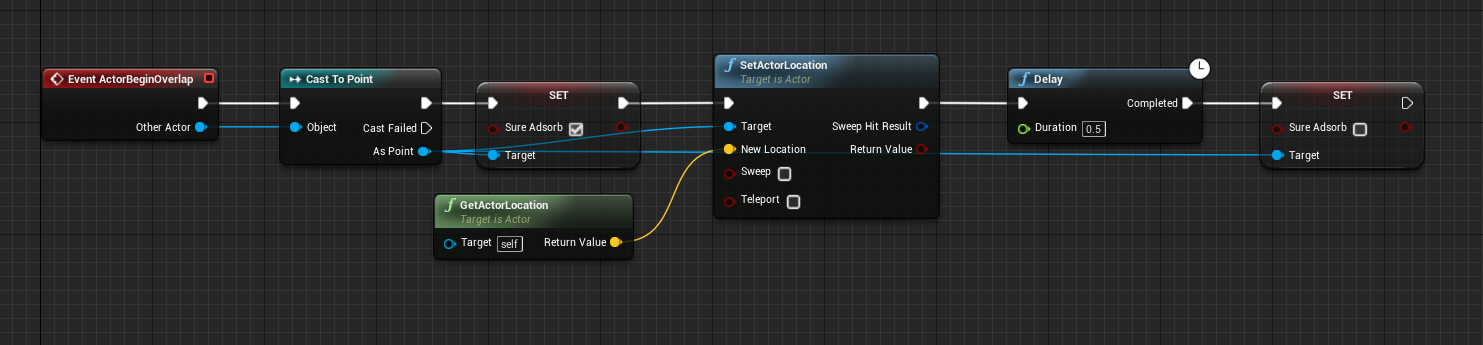 Event ActorBeginOverlap
Other Actor
Cast To Point
Object
Cast Failed
As Point
SET
Sure Adsorb
Target
GetActorLocation
Target is Actor
Target self
Return Value
SetActorLocation
Target is Actor
Target
Sweep Hit Result
New Location
Return Value
Sweep
Teleport
Delay
Completed
Duration 0.5
SET
Sure Adsorb
Target